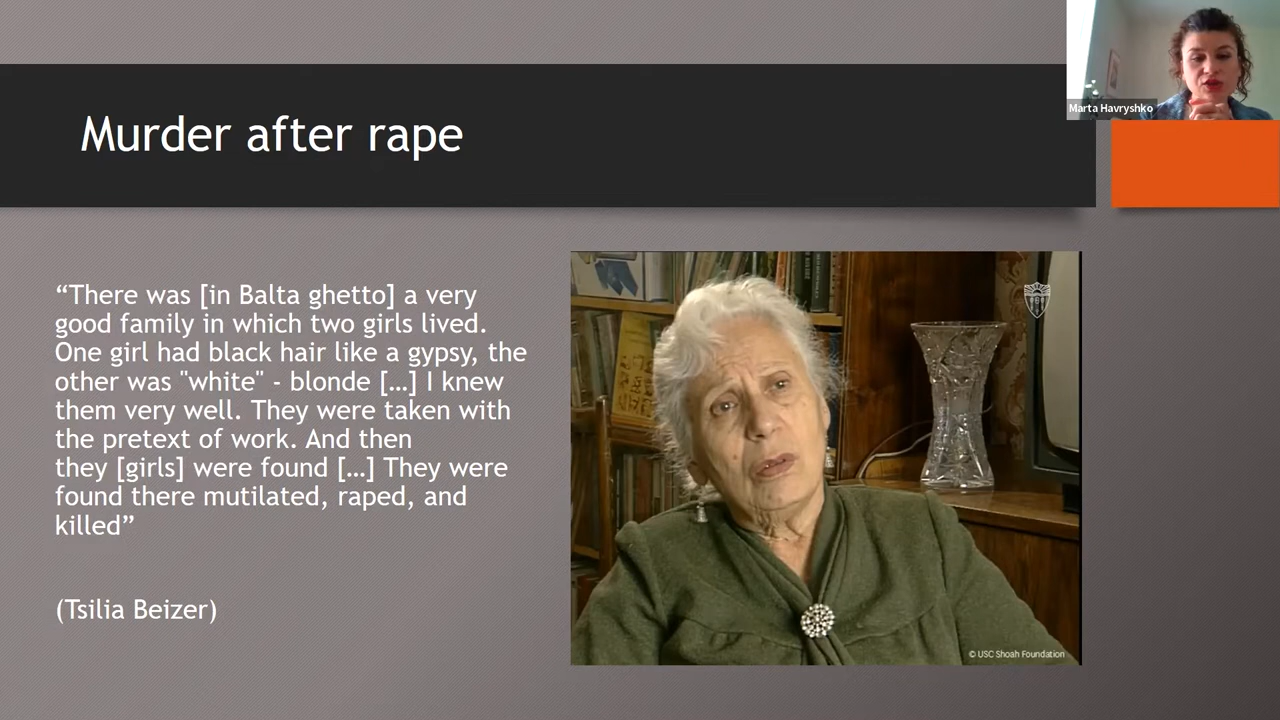 Marta Havryshko
Murder after rape
“There was [in Balta ghetto] a very
good family in which two girls lived.
One girl had black hair like a gypsy, the
other was "white" - blonde […] I knew
them very well. They were taken with
the pretext of work. And then
they [girls] were found […] They were
found there mutilated, raped, and
killed”
(Tsilia Beizer)
© USC Shoah Foundation